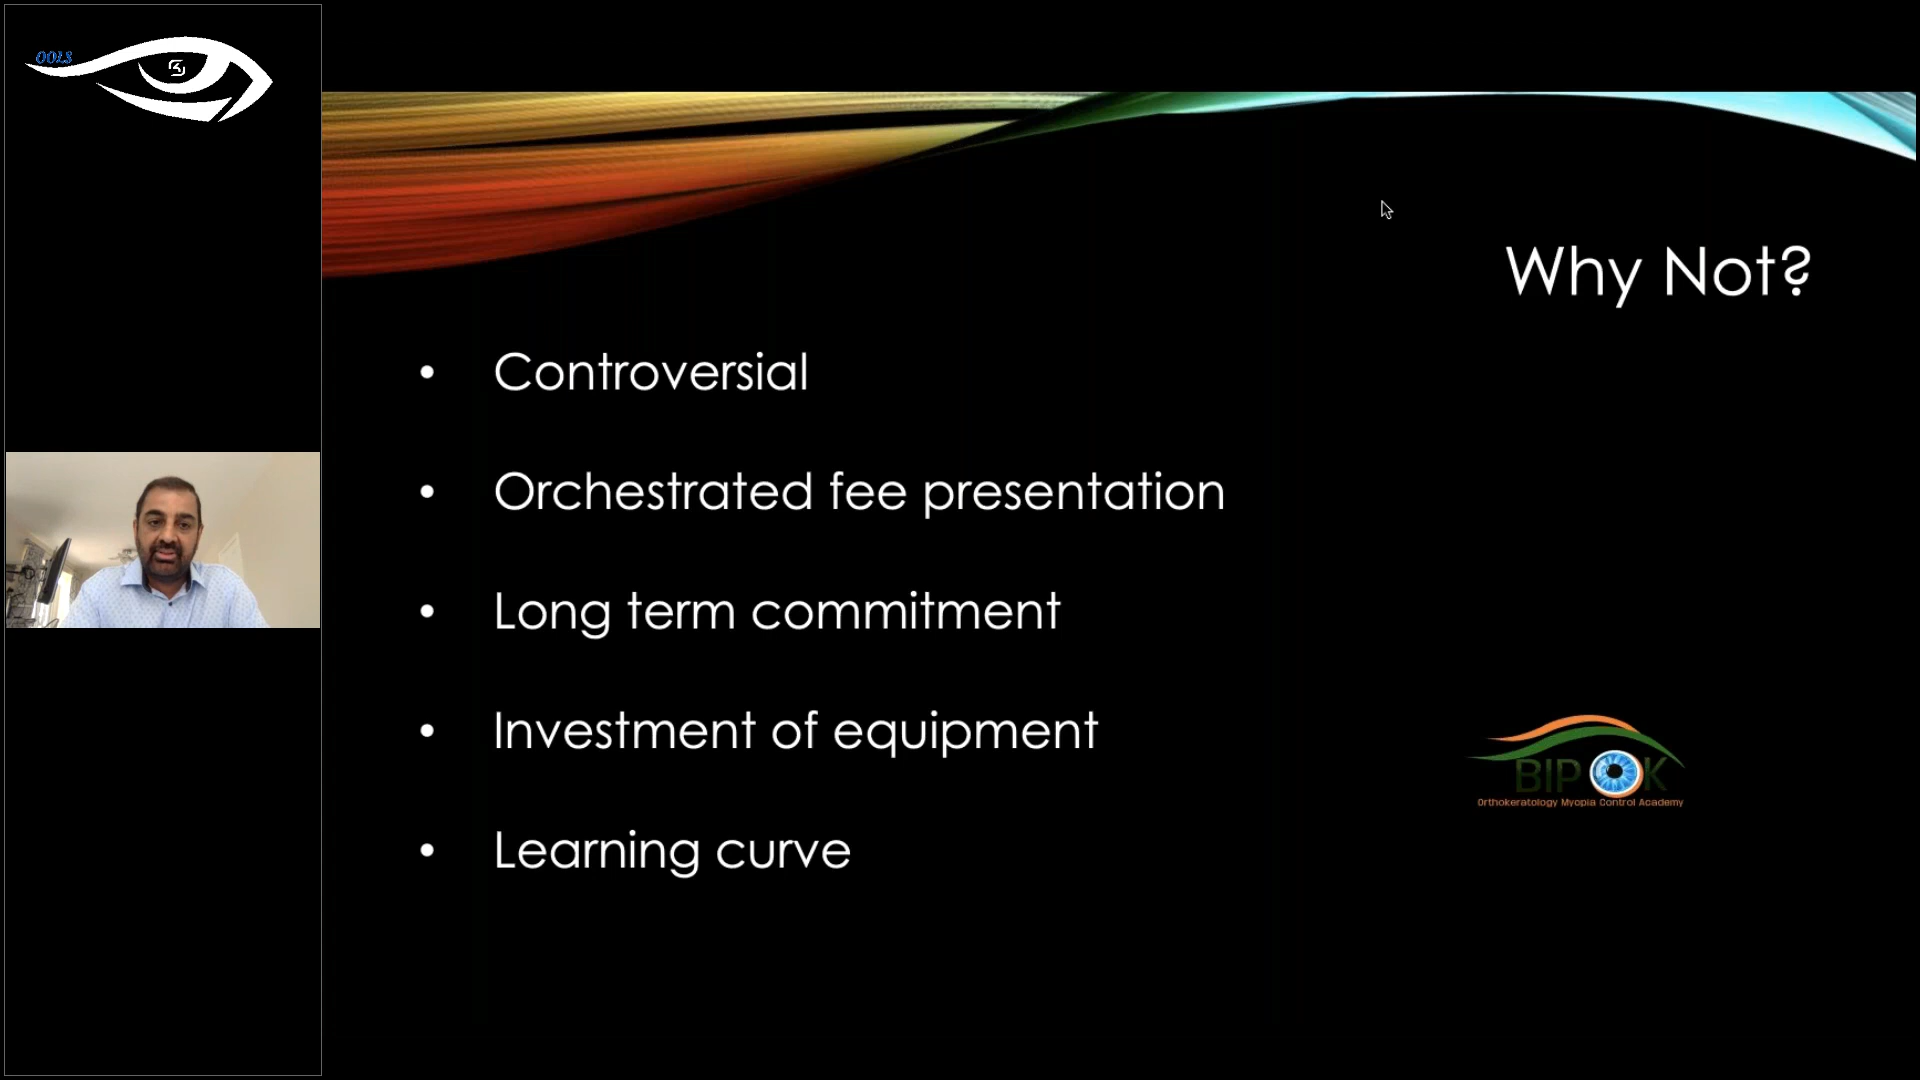 OOLS
Why Not?
• Controversial
• Orchestrated fee presentation
• Long term commitment
• Investment of equipment
• Learning curve
BIPOK
Orthokeratology Myopia Control Academy